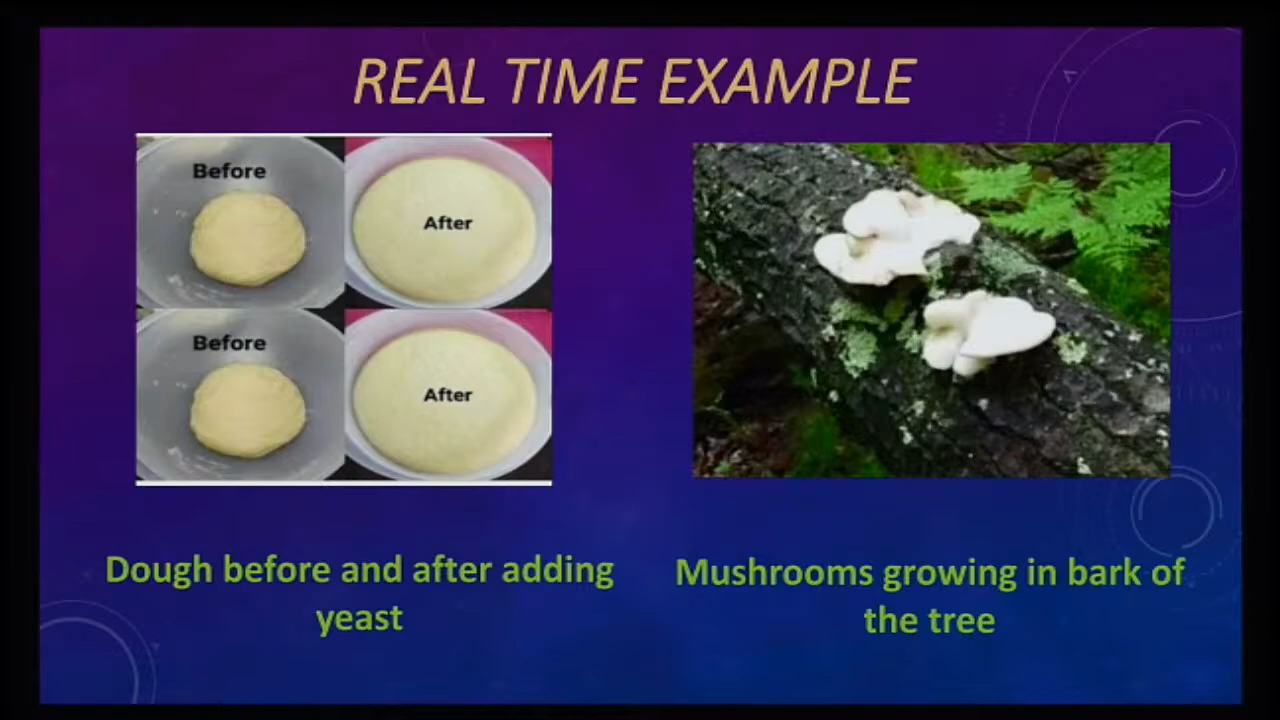 REAL TIME EXAMPLE
Before
After
Before
After
Dough before and after adding
yeast
Mushrooms growing in bark of
the tree